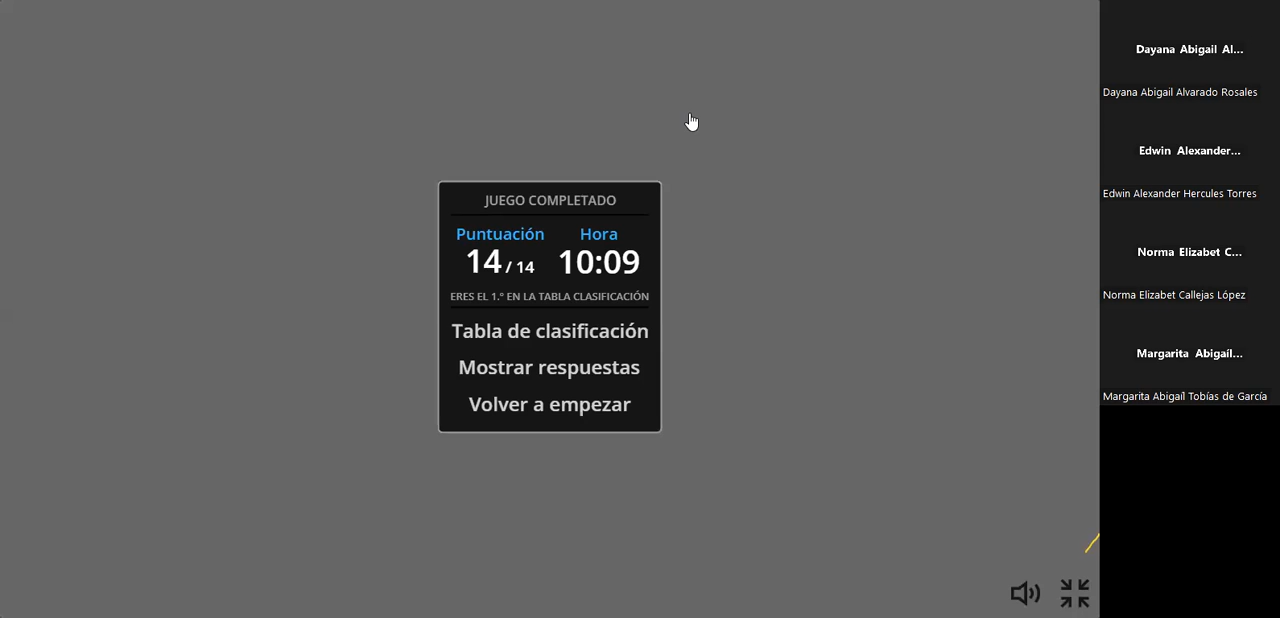 JUEGO COMPLETADO
Puntuación Hora
14 / 14 10:09
ERES EL 1.º EN LA TABLA CLASIFICACIÓN
Tabla de clasificación
Mostrar respuestas
Volver a empezar
Dayana Abigail Al...
Dayana Abigail Alvarado Rosales
Edwin Alexander...
Edwin Alexander Hercules Torres
Norma Elizabet C...
Norma Elizabet Callejas López
Margarita Abigaíl...
Margarita Abigaíl Tobías de García